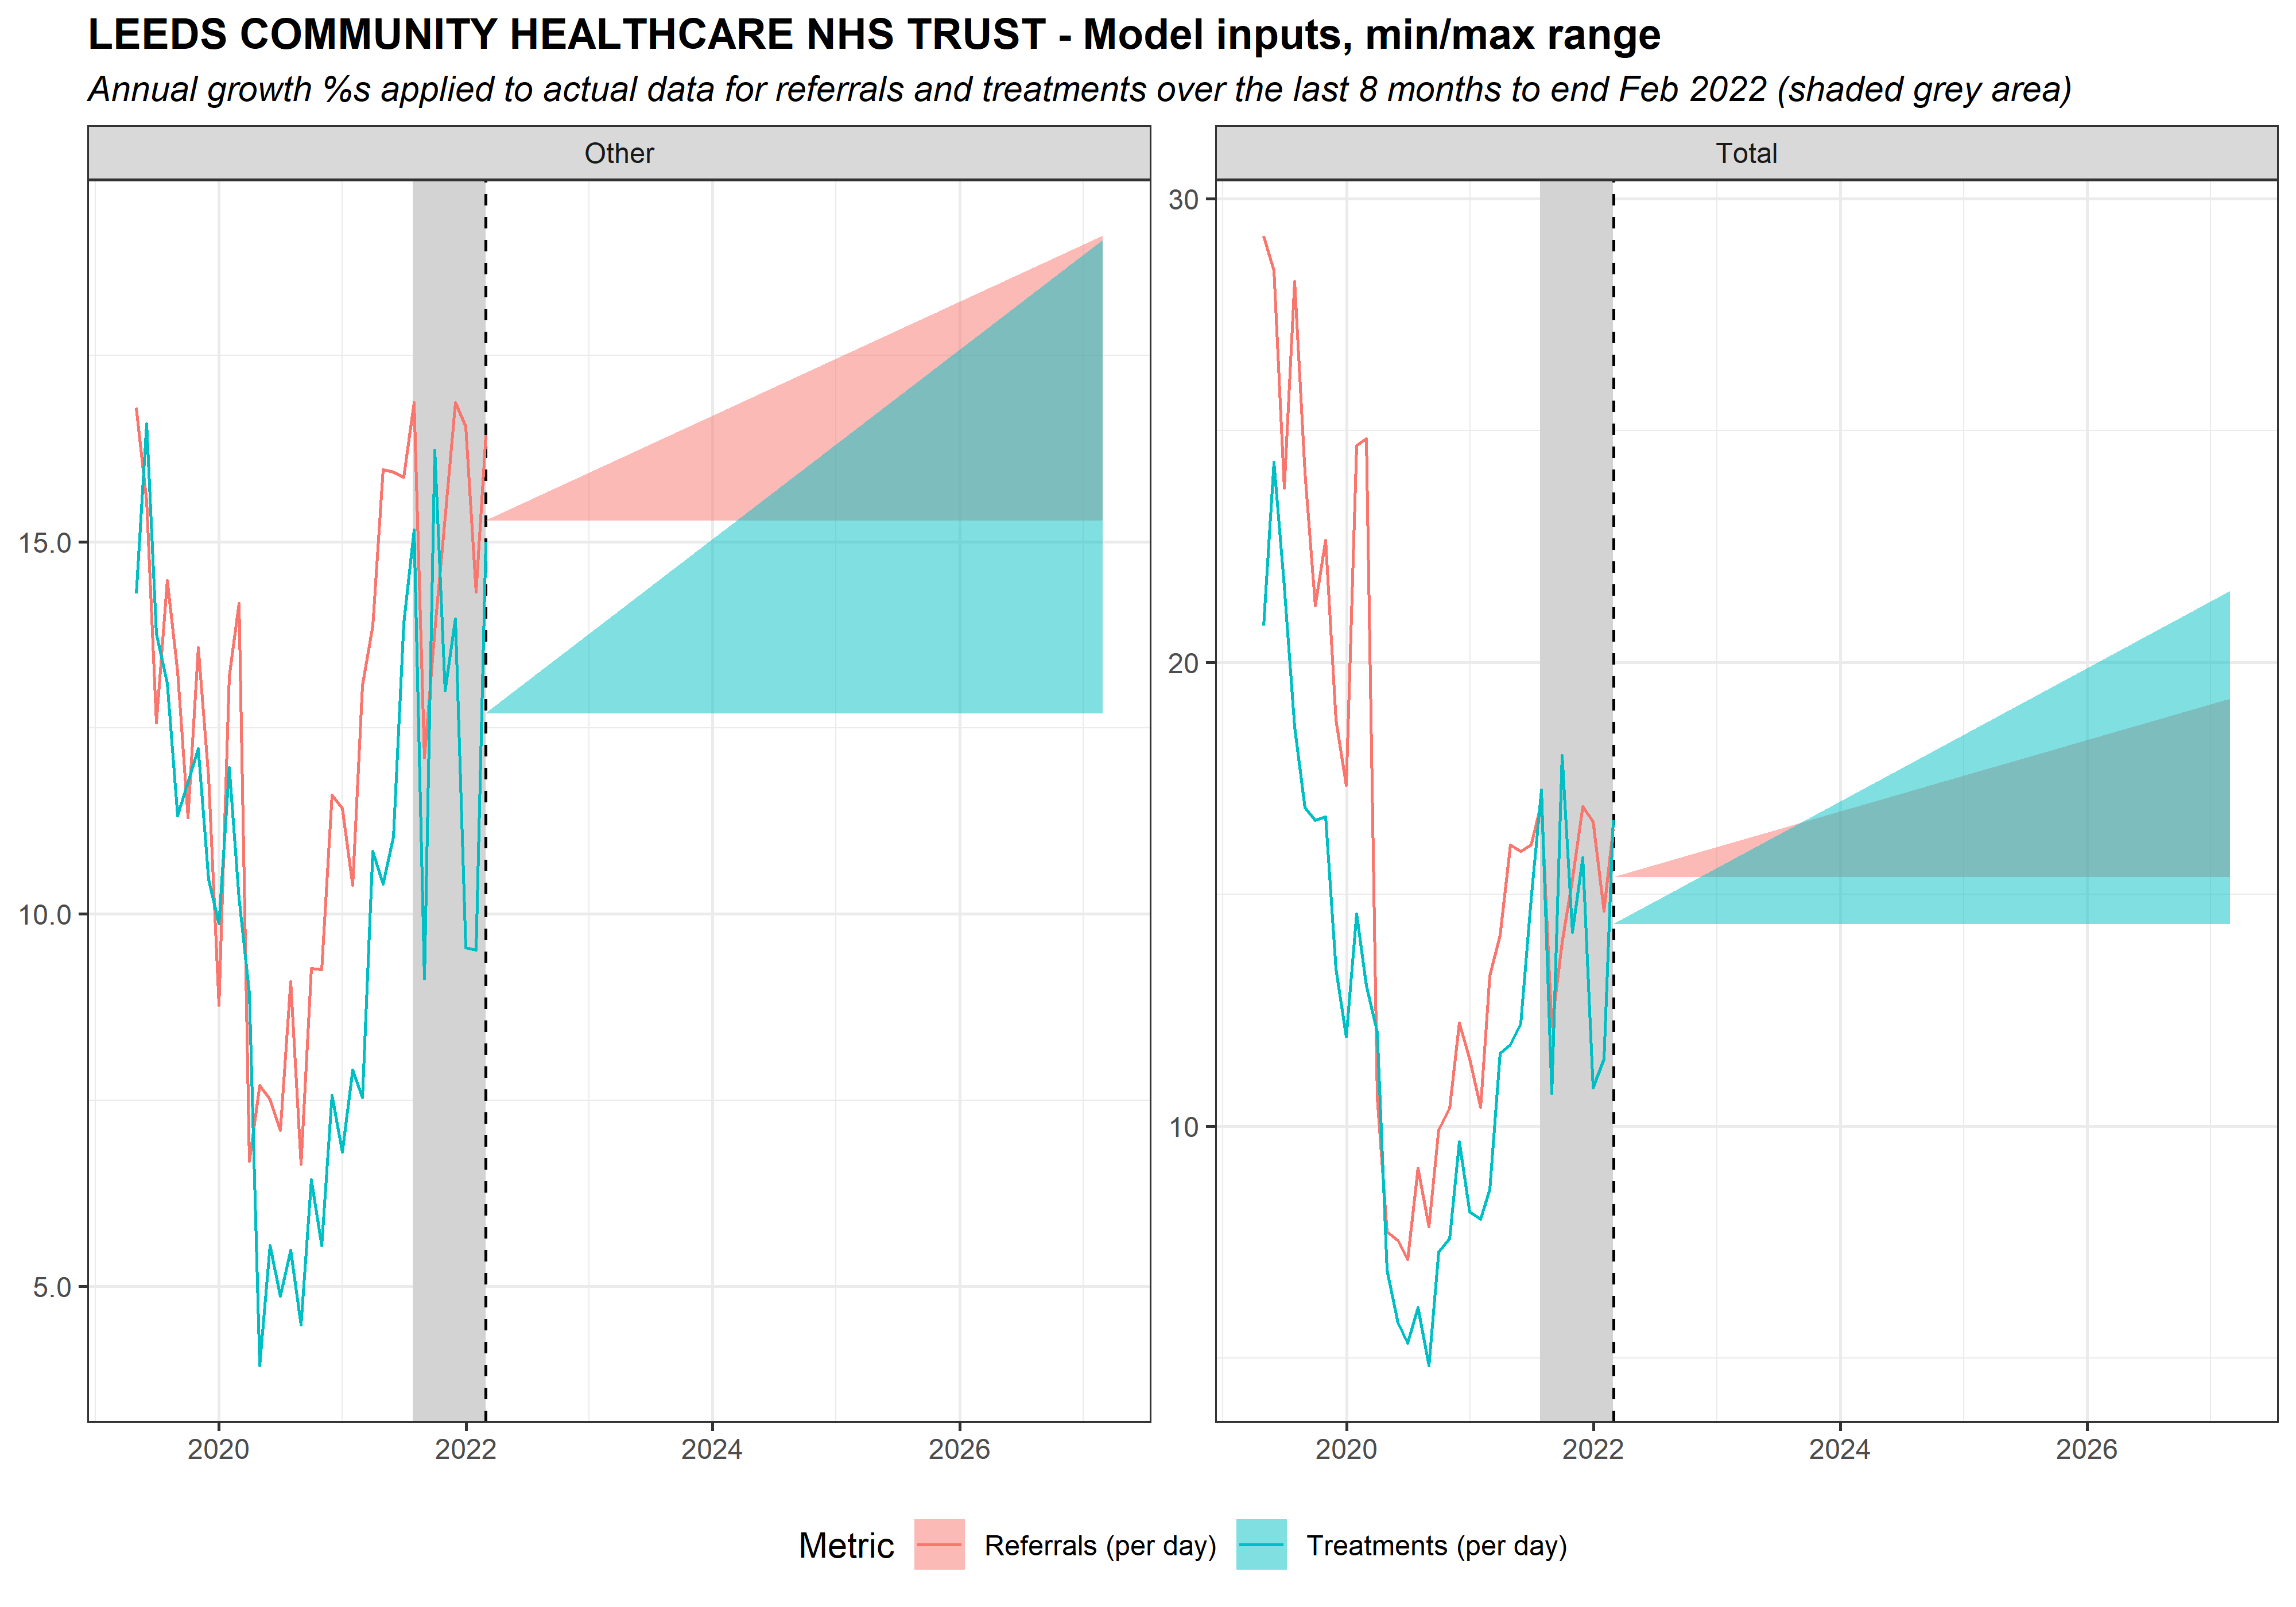 LEEDS COMMUNITY HEALTHCARE NHS TRUST - Model inputs, min/max range
Annual growth %s applied to actual data for referrals and treatments over the last 8 months to end Feb 2022 (shaded grey area)
Other
Total
15.0
10.0
5.0
30
20
10
2020 2022 2024 2026
2020 2022 2024 2026
Metric Referrals (per day) Treatments (per day)